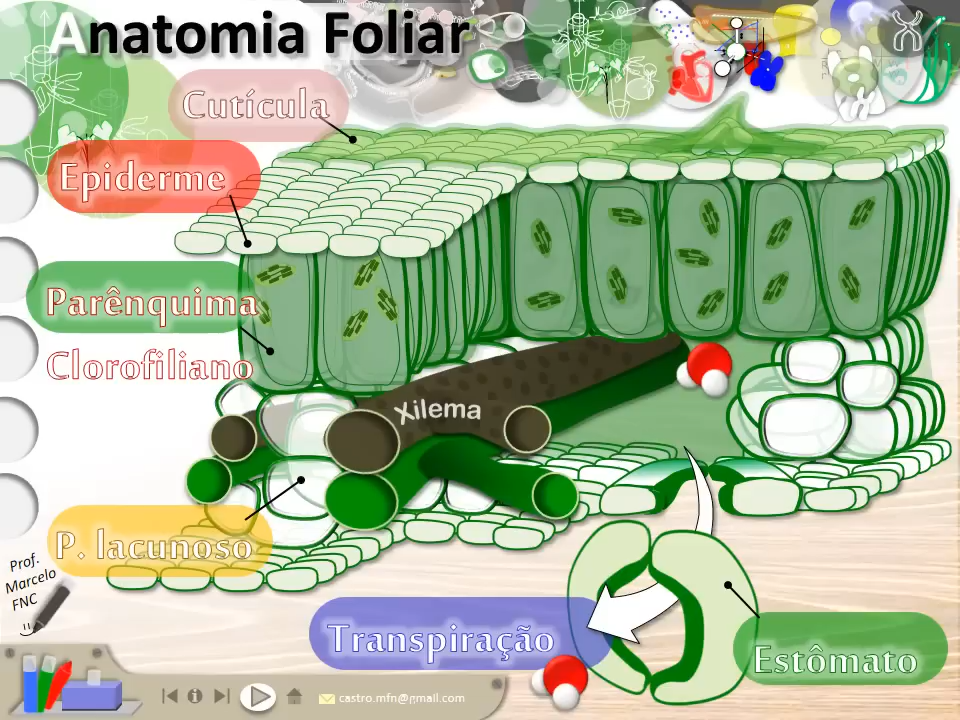 Anatomia Foliar
Cutícula
Epiderme
Parênquima
Clorofiliano
Xilema
P. lacunoso
Prof.
Marcelo
FNC
Transpiração
Estômato
castro.mfn@gmail.com